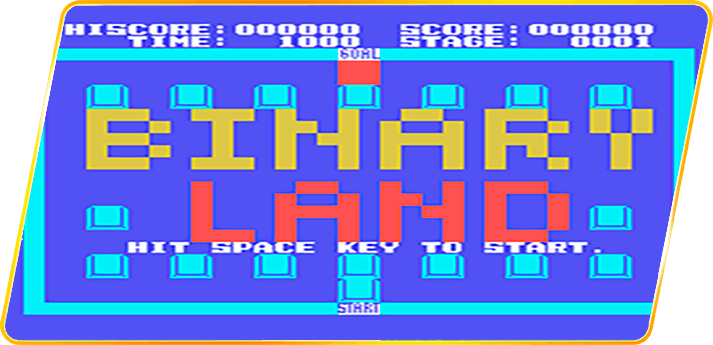 HISCORE:000000 SCORE:000000
TIME: 1000 STAGE: 0001
GOAL
BINARY
LAND
HIT SPACE KEY TO START.
START